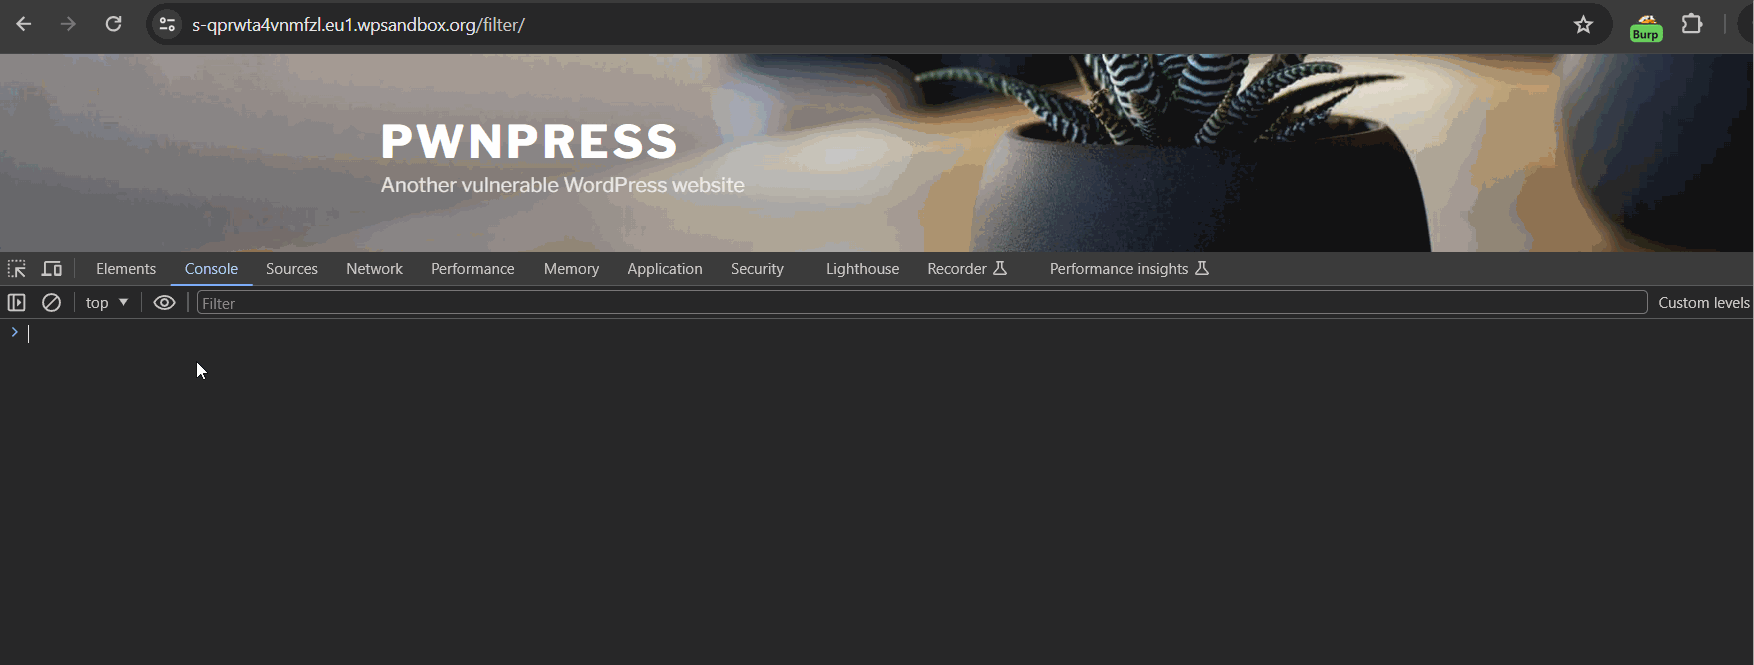 s-qprwta4vnmfzl.eu1.wpsandbox.org/filter/
Burp
PWNPRESS
Another vulnerable WordPress website
Elements Console Sources Network Performance Memory Application Security Lighthouse Recorder Performance insights
top Filter Custom levels